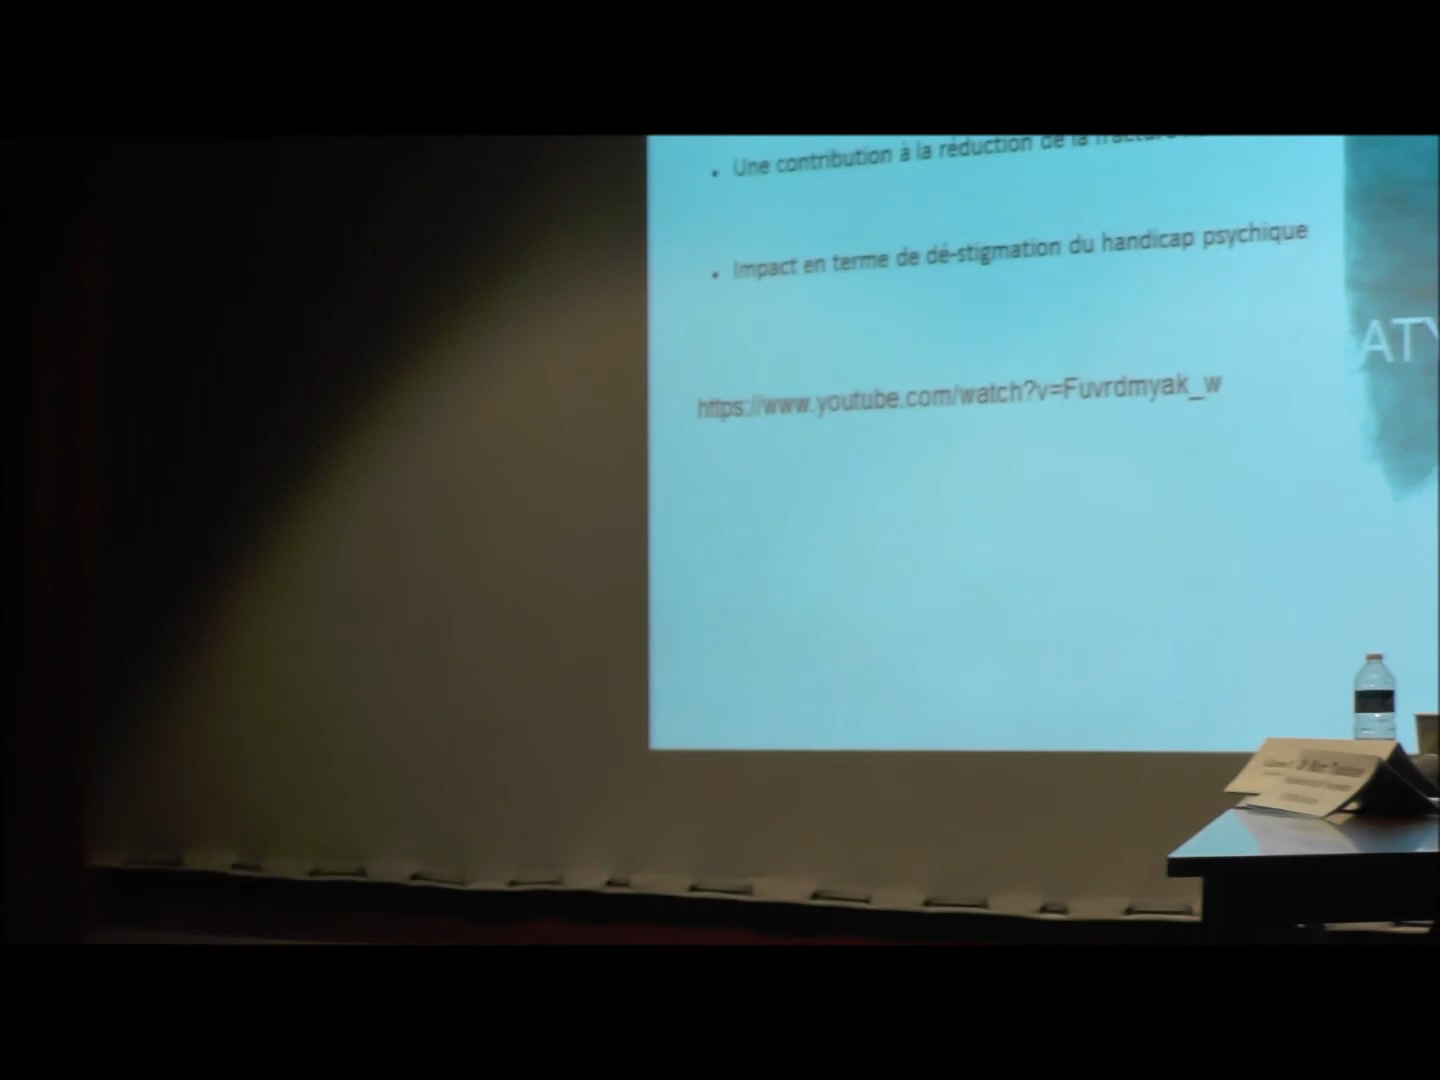 • Une contribution à la réduction de la fracture
• Impact en terme de dé-stigmation du handicap psychique
ATY
https://www.youtube.com/watch?v=Fuvrdmyak_w